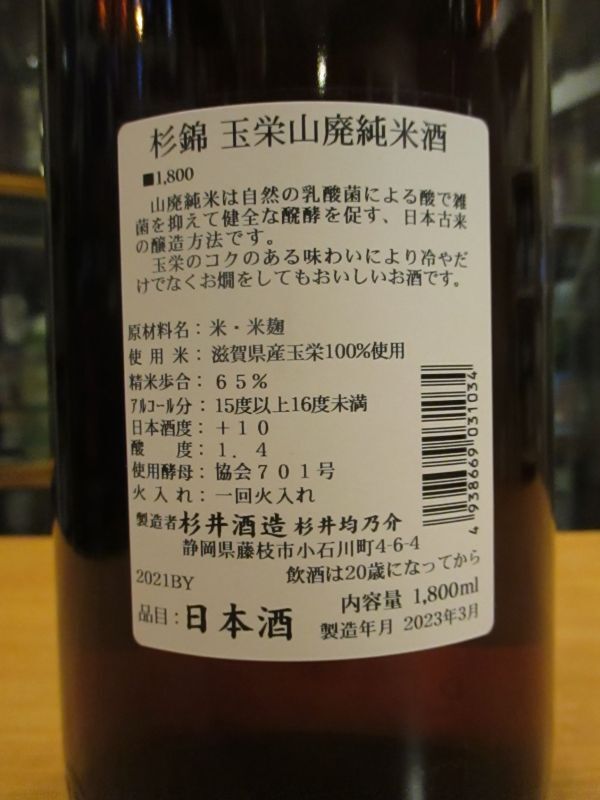 杉錦 玉栄山廃純米酒
■1,800
山廃純米は自然の乳酸菌による酸で雑
菌を抑えて健全な醗酵を促す、日本古来
の醸造方法です。
玉栄のコクのある味わいにより冷やだ
けでなくお燗をしてもおいしいお酒です。
原材料名：米・米麹
使用米：滋賀県産玉栄100％使用
精米歩合：６５％
アルコール分：15度以上16度未満
日本酒度：＋１０
酸　度：１．４
使用酵母：協会７０１号
火入れ：一回火入れ
製造者 杉井酒造 杉井均乃介
静岡県藤枝市小石川町4-6-4
4 938669 031034
2021BY
飲酒は20歳になってから
品目：日本酒
内容量 1,800ml
製造年月 2023年3月